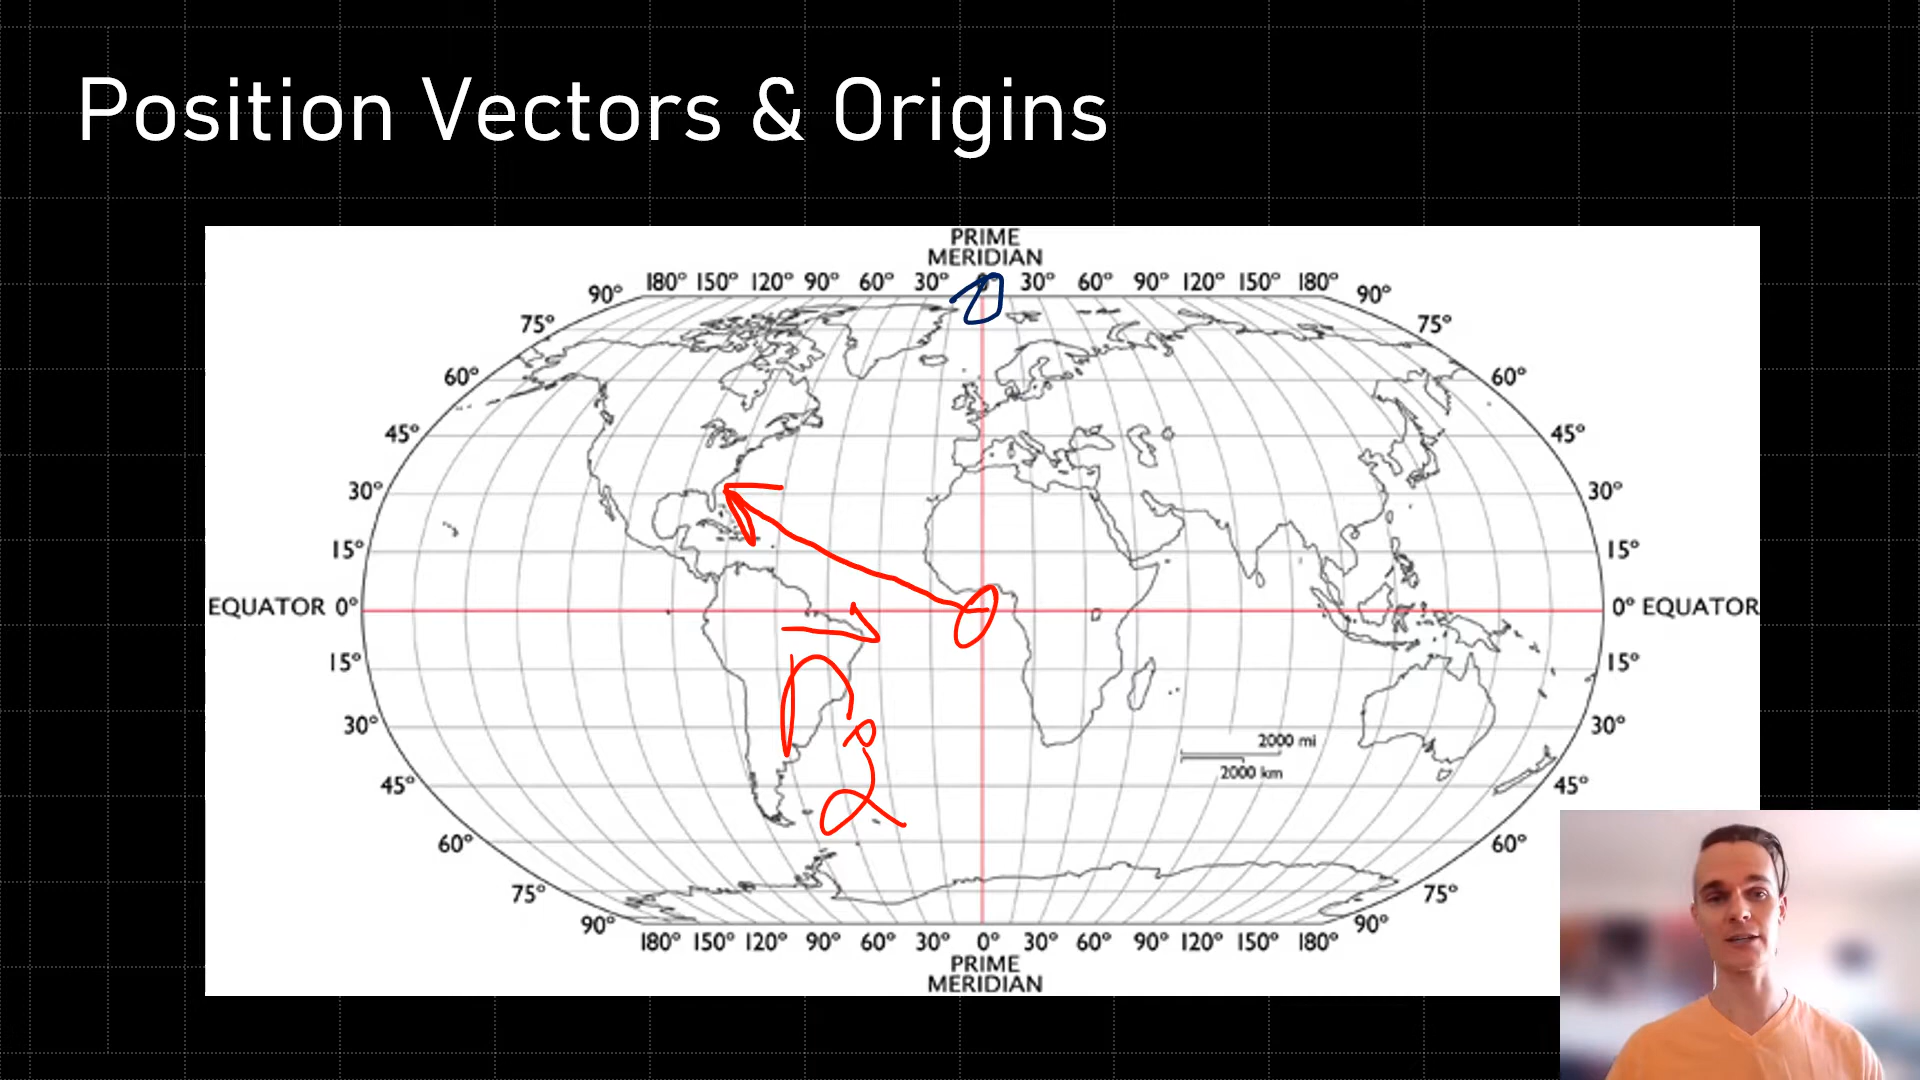 Position Vectors & Origins
PRIME
MERIDIAN
180° 150° 120° 90° 60° 30° 0° 30° 60° 90° 120° 150° 180°
90° 90°
75° 75°
60° 60°
45° 45°
30° 30°
15° 15°
EQUATOR 0° 0° EQUATOR
15° 15°
30° 30°
2000 mi
2000 km
45° 45°
60° 60°
75° 75°
90° 90°
180° 150° 120° 90° 60° 30° 0° 30° 60° 90° 120° 150° 180°
PRIME
MERIDIAN